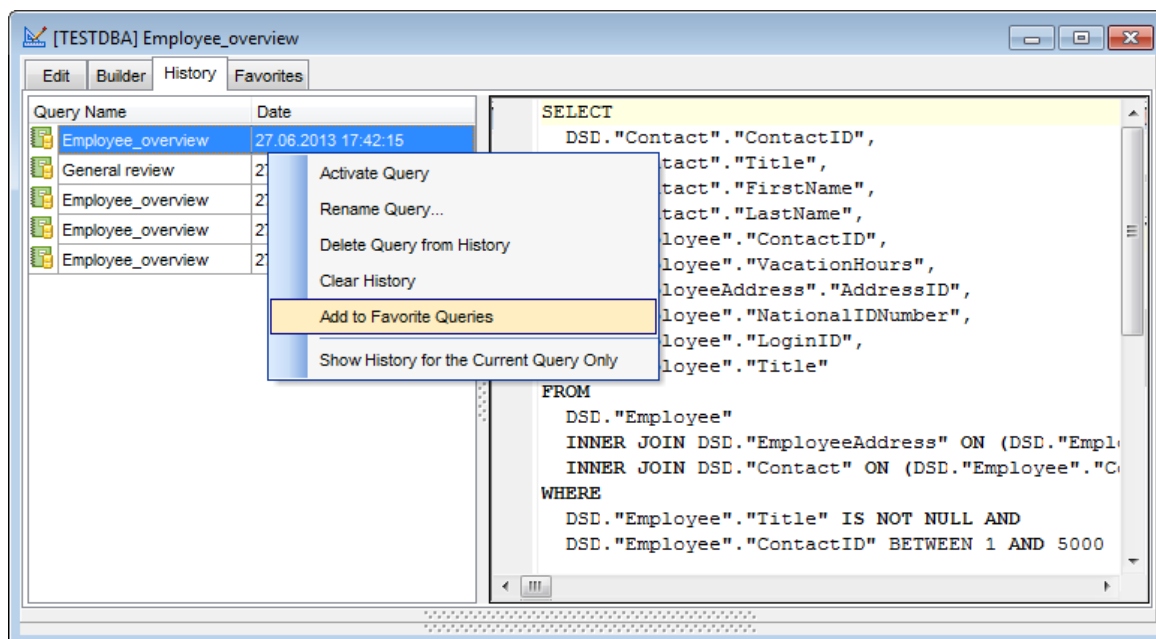 [TESTDBA] Employee_overview
Edit Builder History Favorites
Query Name Date
Employee_overview 27.06.2013 17:42:15
General review 27
Employee_overview 27
Employee_overview 27
Employee_overview 27
Activate Query
Rename Query...
Delete Query from History
Clear History
Add to Favorite Queries
Show History for the Current Query Only
SELECT
DSD."Contact"."ContactID",
tact"."Title",
tact"."FirstName",
tact"."LastName",
loyee"."ContactID",
loyee"."VacationHours",
loyeeAddress"."AddressID",
loyee"."NationalIDNumber",
loyee"."LoginID",
loyee"."Title"
FROM
DSD."Employee"
INNER JOIN DSD."EmployeeAddress" ON (DSD."Empl
INNER JOIN DSD."Contact" ON (DSD."Employee"."C
WHERE
DSD."Employee"."Title" IS NOT NULL AND
DSD."Employee"."ContactID" BETWEEN 1 AND 5000